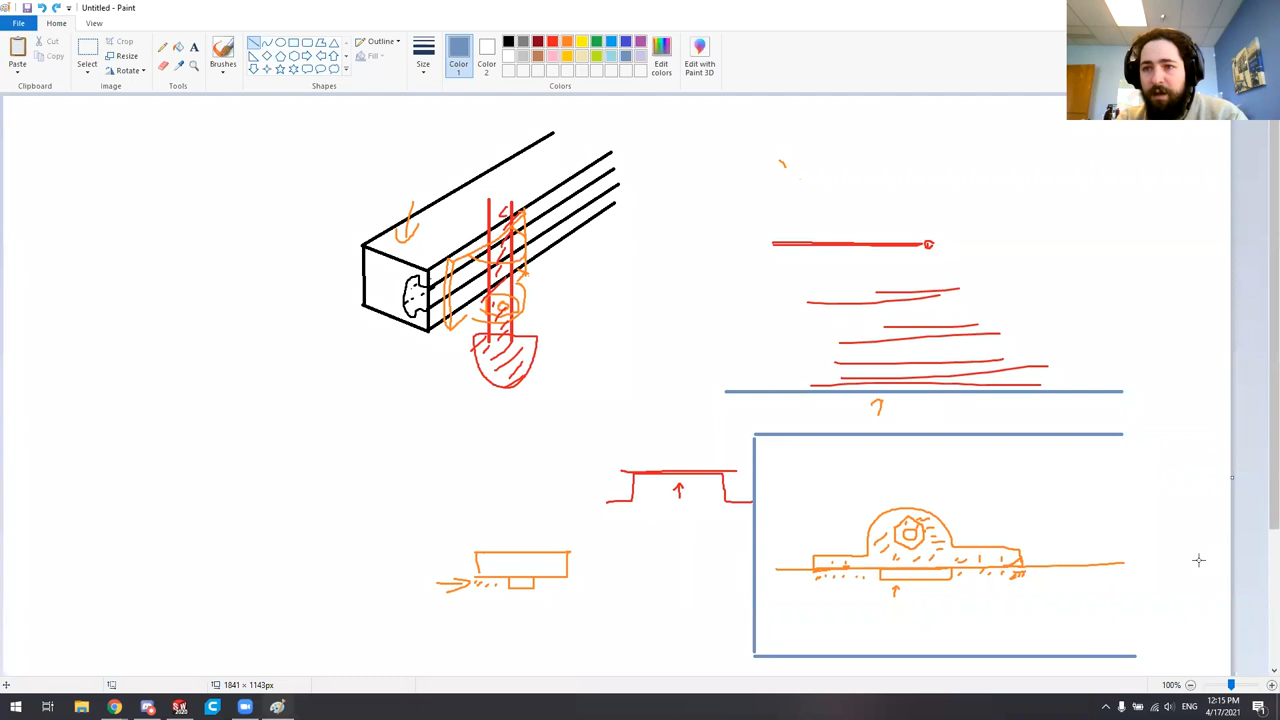 Untitled - Paint
File
Home
View
Paste
Cut
Copy
Clipboard
Select
Crop
Resize
Rotate
Image
A
Tools
Brushes
Outline
Fill
Shapes
Size
Color 1
Color 2
Edit colors
Edit with Paint 3D
Colors
1841 × 1143px
100%
ENG
12:15 PM
4/17/2021